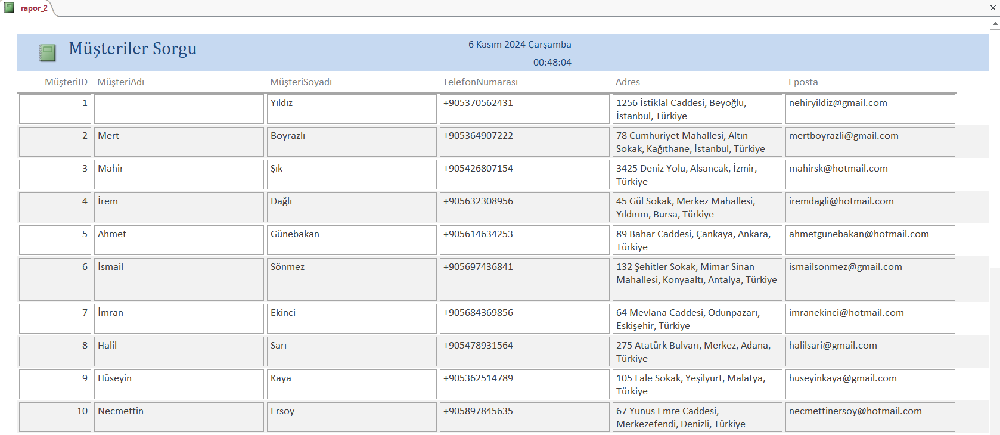 rapor_2
Müşteriler Sorgu
6 Kasım 2024 Çarşamba
00:48:04
MüşteriID MüşteriAdı MüşteriSoyadı TelefonNumarası Adres Eposta
1 Yıldız +905370562431 1256 İstiklal Caddesi, Beyoğlu, nehiryildiz@gmail.com
İstanbul, Türkiye
2 Mert Boyrazlı +905364907222 78 Cumhuriyet Mahallesi, Altın mertboyrazli@gmail.com
Sokak, Kağıthane, İstanbul, Türkiye
3 Mahir Şık +905426807154 3425 Deniz Yolu, Alsancak, İzmir, mahirsk@hotmail.com
Türkiye
4 İrem Dağlı +905632308956 45 Gül Sokak, Merkez Mahallesi, iremdagli@hotmail.com
Yıldırım, Bursa, Türkiye
5 Ahmet Günebakan +905614634253 89 Bahar Caddesi, Çankaya, Ankara, ahmetgunebakan@hotmail.com
Türkiye
6 İsmail Sönmez +905697436841 132 Şehitler Sokak, Mimar Sinan ismailsonmez@gmail.com
Mahallesi, Konyaaltı, Antalya, Türkiye
7 İmran Ekinci +905684369856 64 Mevlana Caddesi, Odunpazarı, imranekinci@hotmail.com
Eskişehir, Türkiye
8 Halil Sarı +905478931564 275 Atatürk Bulvarı, Merkez, Adana, halilsari@gmail.com
Türkiye
9 Hüseyin Kaya +905362514789 105 Lale Sokak, Yeşilyurt, Malatya, huseyinkaya@gmail.com
Türkiye
10 Necmettin Ersoy +905897845635 67 Yunus Emre Caddesi, necmettinersoy@hotmail.com
Merkezefendi, Denizli, Türkiye